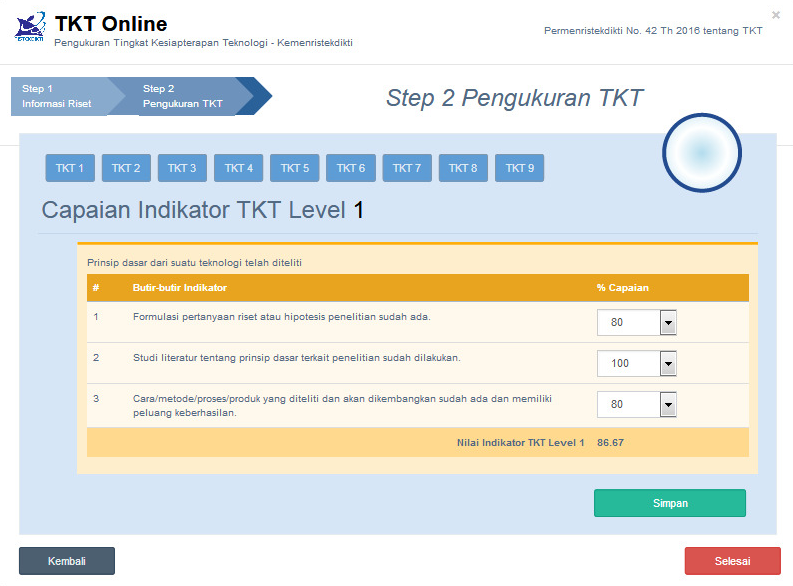 TKT Online
Pengukuran Tingkat Kesiapterapan Teknologi - Kemenristekdikti
Permenristekdikti No. 42 Th 2016 tentang TKT
×
Step 1
Informasi Riset
Step 2
Pengukuran TKT
Step 2 Pengukuran TKT
TKT 1 TKT 2 TKT 3 TKT 4 TKT 5 TKT 6 TKT 7 TKT 8 TKT 9
Capaian Indikator TKT Level 1
Prinsip dasar dari suatu teknologi telah diteliti
# Butir-butir Indikator % Capaian
1 Formulasi pertanyaan riset atau hipotesis penelitian sudah ada. 80
2 Studi literatur tentang prinsip dasar terkait penelitian sudah dilakukan. 100
3 Cara/metode/proses/produk yang diteliti dan akan dikembangkan sudah ada dan memiliki 80
peluang keberhasilan.
Nilai Indikator TKT Level 1 86.67
Simpan
Kembali Selesai